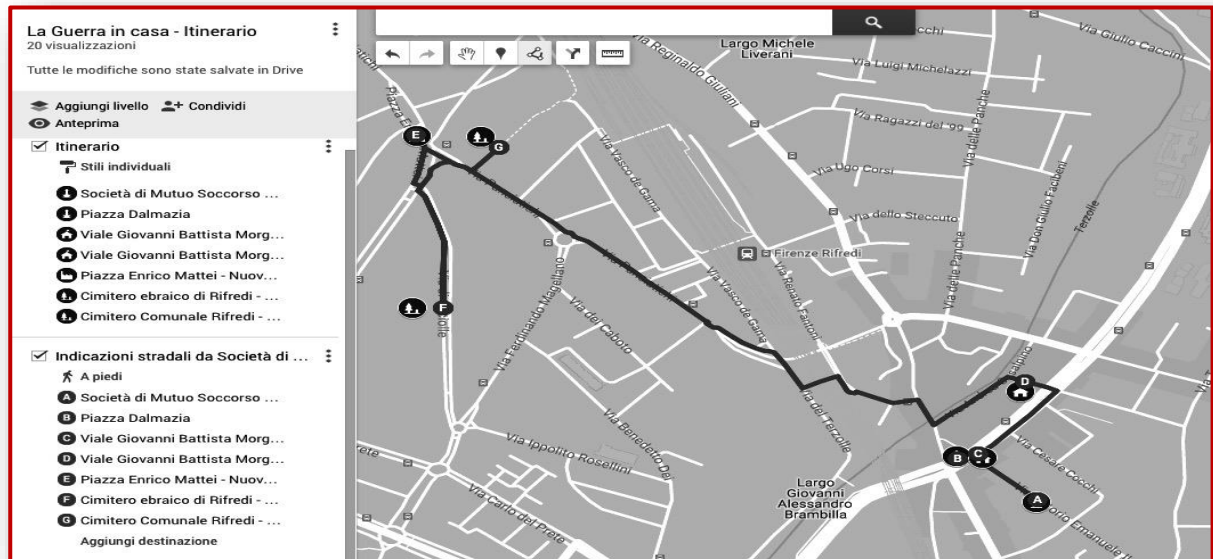 La Guerra in casa - Itinerario
20 visualizzazioni
Tutte le modifiche sono state salvate in Drive
Aggiungi livello
Condividi
Anteprima
Itinerario
Stili individuali
Società di Mutuo Soccorso ...
Piazza Dalmazia
Viale Giovanni Battista Morg...
Viale Giovanni Battista Morg...
Piazza Enrico Mattei - Nuov...
Cimitero ebraico di Rifredi - ...
Cimitero Comunale Rifredi - ...
Indicazioni stradali da Società di ...
A piedi
A Società di Mutuo Soccorso ...
B Piazza Dalmazia
C Viale Giovanni Battista Morg...
D Viale Giovanni Battista Morg...
E Piazza Enrico Mattei - Nuov...
F Cimitero ebraico di Rifredi - ...
G Cimitero Comunale Rifredi - ...
Aggiungi destinazione
Largo Michele
Liverani
Via Giulio Caccini
Via Luigi Michelazzi
Via Reginaldo Giuliani
Via Ragazzi del '99
Via delle Panche
Via Ugo Corsi
Via dello Steccuto
Via Don Giulio Facibeni
Terzolle
Via Vasco de Gama
Firenze Rifredi
Via delle Panche
Via Vasco de Gama
Via Renato Fantoni
Via Ferdinando Magellano
Via del Caboto
Via del Terzolle
Via Ippolito Rosellini
Via Benedetto Dei
Via Carlo del Prete
Via Cesare Cocchi
Largo
Giovanni
Alessandro
Brambilla
E
G
F
D
B
C
A